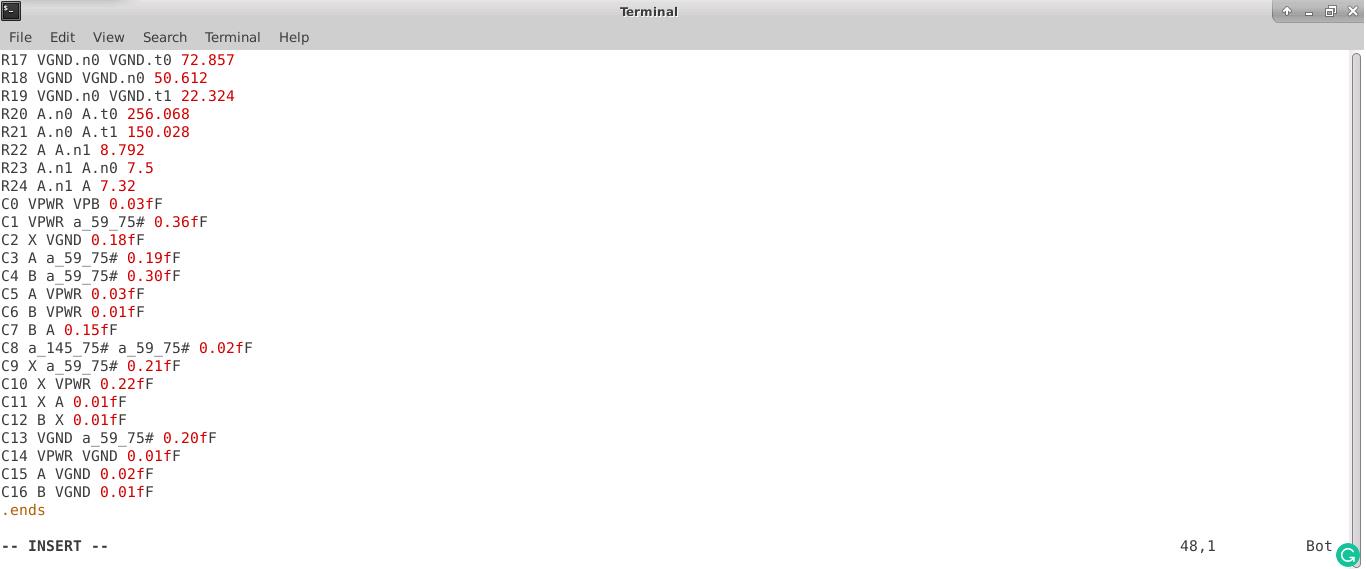 Terminal
File Edit View Search Terminal Help
R17 VGND.n0 VGND.t0 72.857
R18 VGND VGND.n0 50.612
R19 VGND.n0 VGND.t1 22.324
R20 A.n0 A.t0 256.068
R21 A.n0 A.t1 150.028
R22 A A.n1 8.792
R23 A.n1 A.n0 7.5
R24 A.n1 A 7.32
C0 VPWR VPB 0.03fF
C1 VPWR a_59_75# 0.36fF
C2 X VGND 0.18fF
C3 A a_59_75# 0.19fF
C4 B a_59_75# 0.30fF
C5 A VPWR 0.03fF
C6 B VPWR 0.01fF
C7 B A 0.15fF
C8 a_145_75# a_59_75# 0.02fF
C9 X a_59_75# 0.21fF
C10 X VPWR 0.22fF
C11 X A 0.01fF
C12 B X 0.01fF
C13 VGND a_59_75# 0.20fF
C14 VPWR VGND 0.01fF
C15 A VGND 0.02fF
C16 B VGND 0.01fF
.ends
-- INSERT -- 48,1 Bot